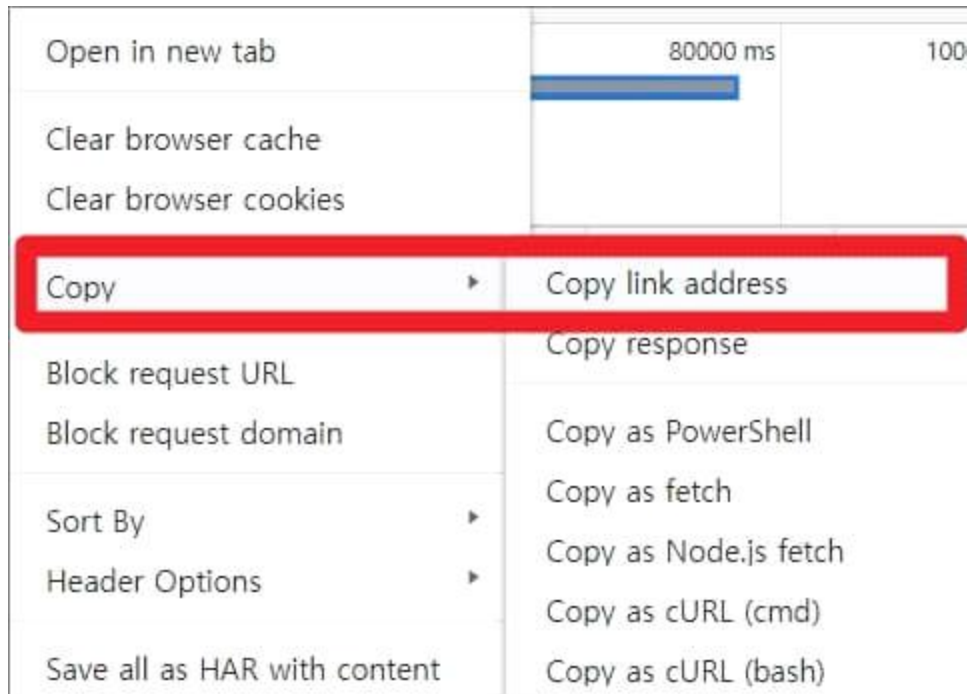 Open in new tab
80000 ms
100
Clear browser cache
Clear browser cookies
Copy
Copy link address
Copy response
Block request URL
Block request domain
Copy as PowerShell
Copy as fetch
Sort By
Copy as Node.js fetch
Header Options
Copy as cURL (cmd)
Save all as HAR with content
Copy as cURL (bash)